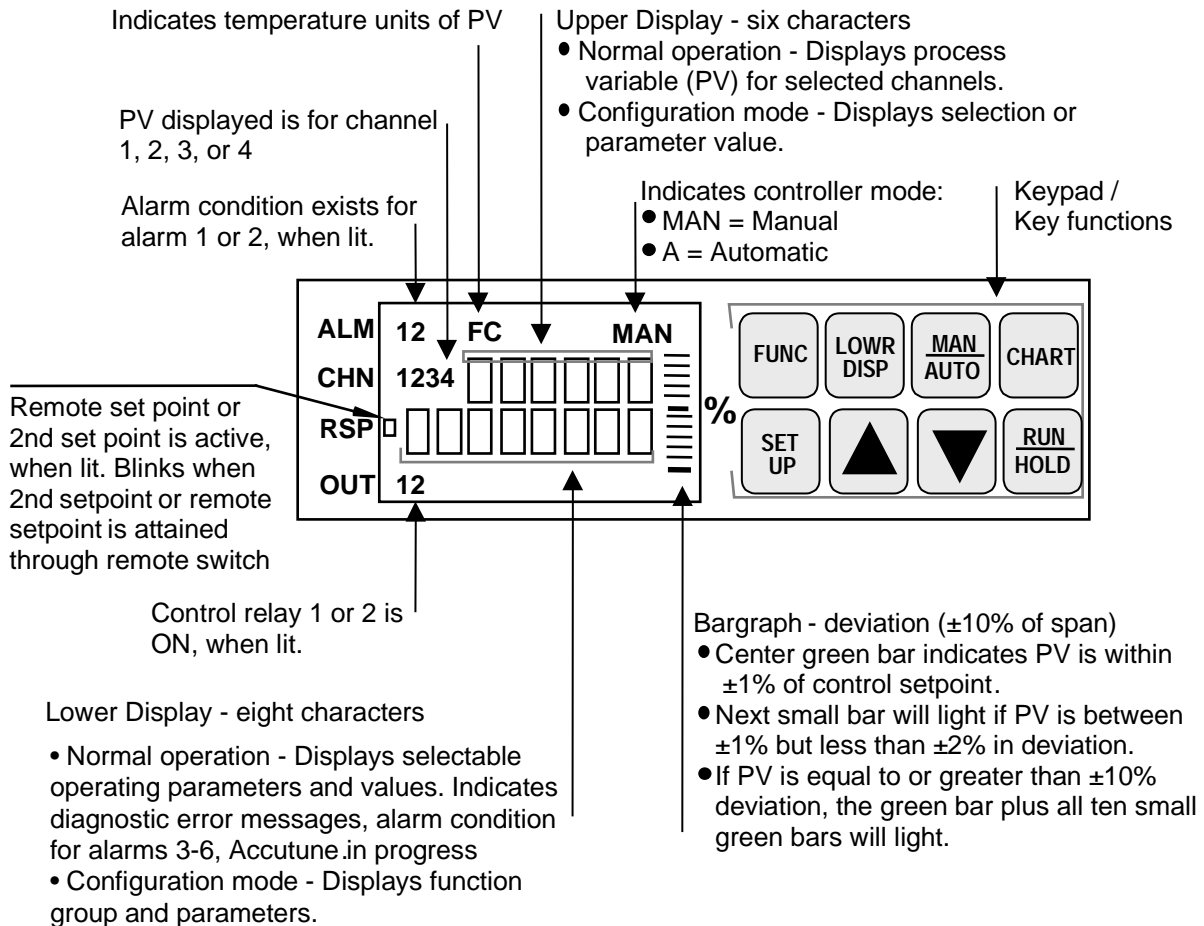 Indicates temperature units of PV
Upper Display - six characters
• Normal operation - Displays process
variable (PV) for selected channels.
• Configuration mode - Displays selection or
parameter value.
PV displayed is for channel
1, 2, 3, or 4
Alarm condition exists for
alarm 1 or 2, when lit.
Indicates controller mode:
• MAN = Manual
• A = Automatic
Keypad /
Key functions
ALM 12 FC MAN
CHN 1234
RSP
OUT 12
%
FUNC
LOWR
DISP
MAN
AUTO
CHART
SET
UP
RUN
HOLD
Remote set point or
2nd set point is active,
when lit. Blinks when
2nd setpoint or remote
setpoint is attained
through remote switch
Control relay 1 or 2 is
ON, when lit.
Lower Display - eight characters
• Normal operation - Displays selectable
operating parameters and values. Indicates
diagnostic error messages, alarm condition
for alarms 3-6, Accutune.in progress
• Configuration mode - Displays function
group and parameters.
Bargraph - deviation (±10% of span)
• Center green bar indicates PV is within
±1% of control setpoint.
• Next small bar will light if PV is between
±1% but less than ±2% in deviation.
• If PV is equal to or greater than ±10%
deviation, the green bar plus all ten small
green bars will light.